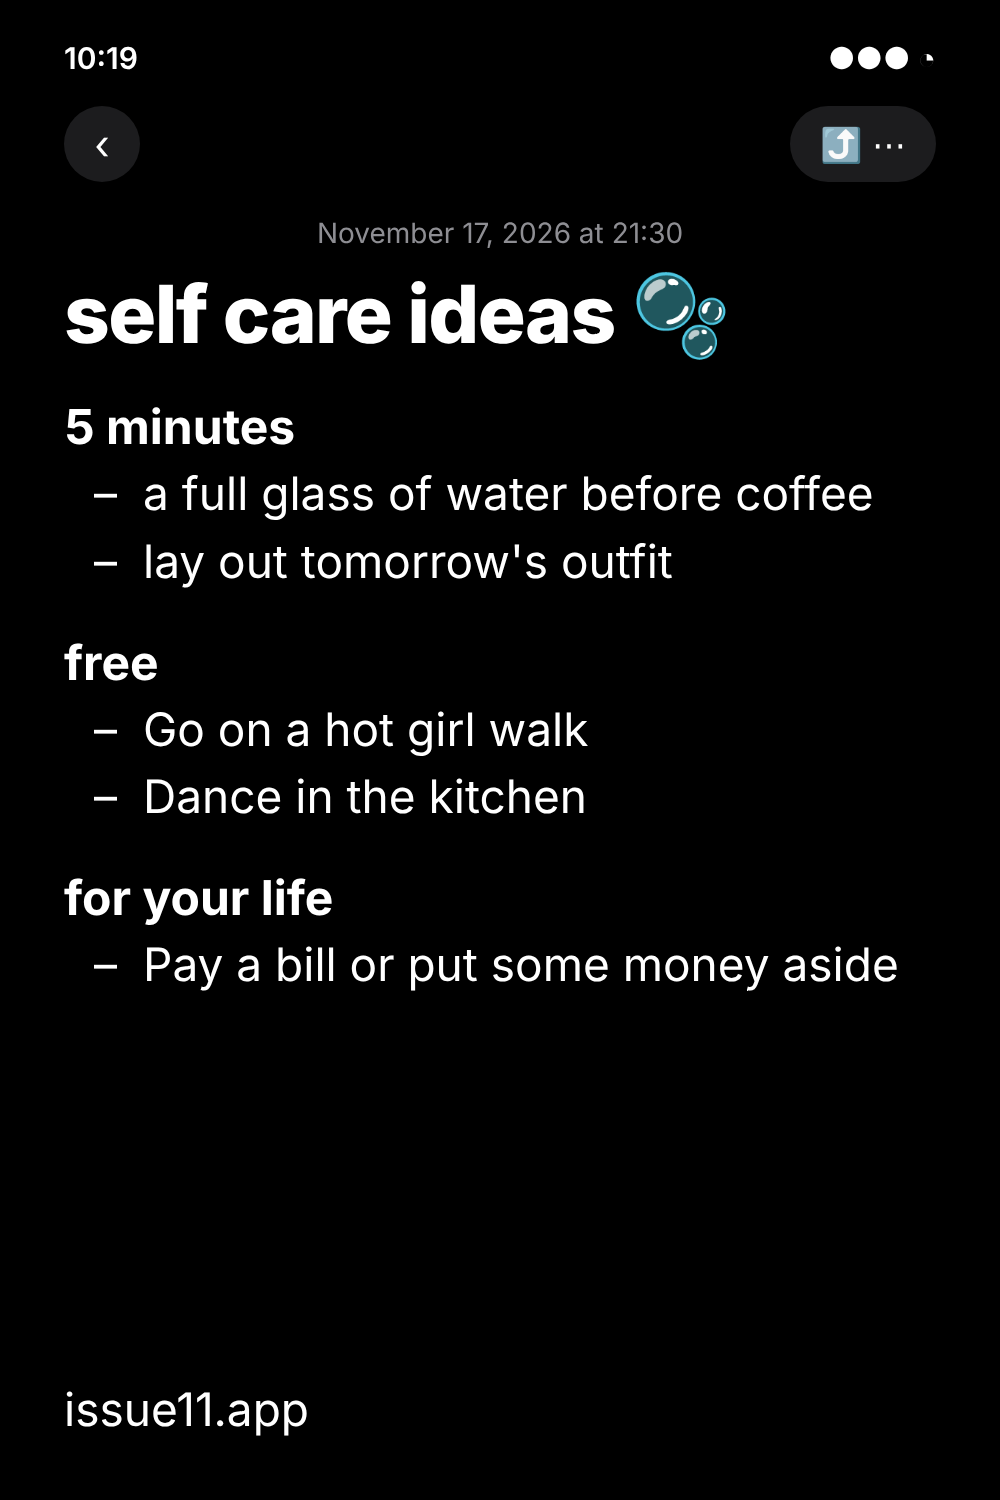 10:19
November 17, 2026 at 21:30
self care ideas 🫧
5 minutes
– a full glass of water before coffee
– lay out tomorrow's outfit
free
– Go on a hot girl walk
– Dance in the kitchen
for your life
– Pay a bill or put some money aside
issue11.app